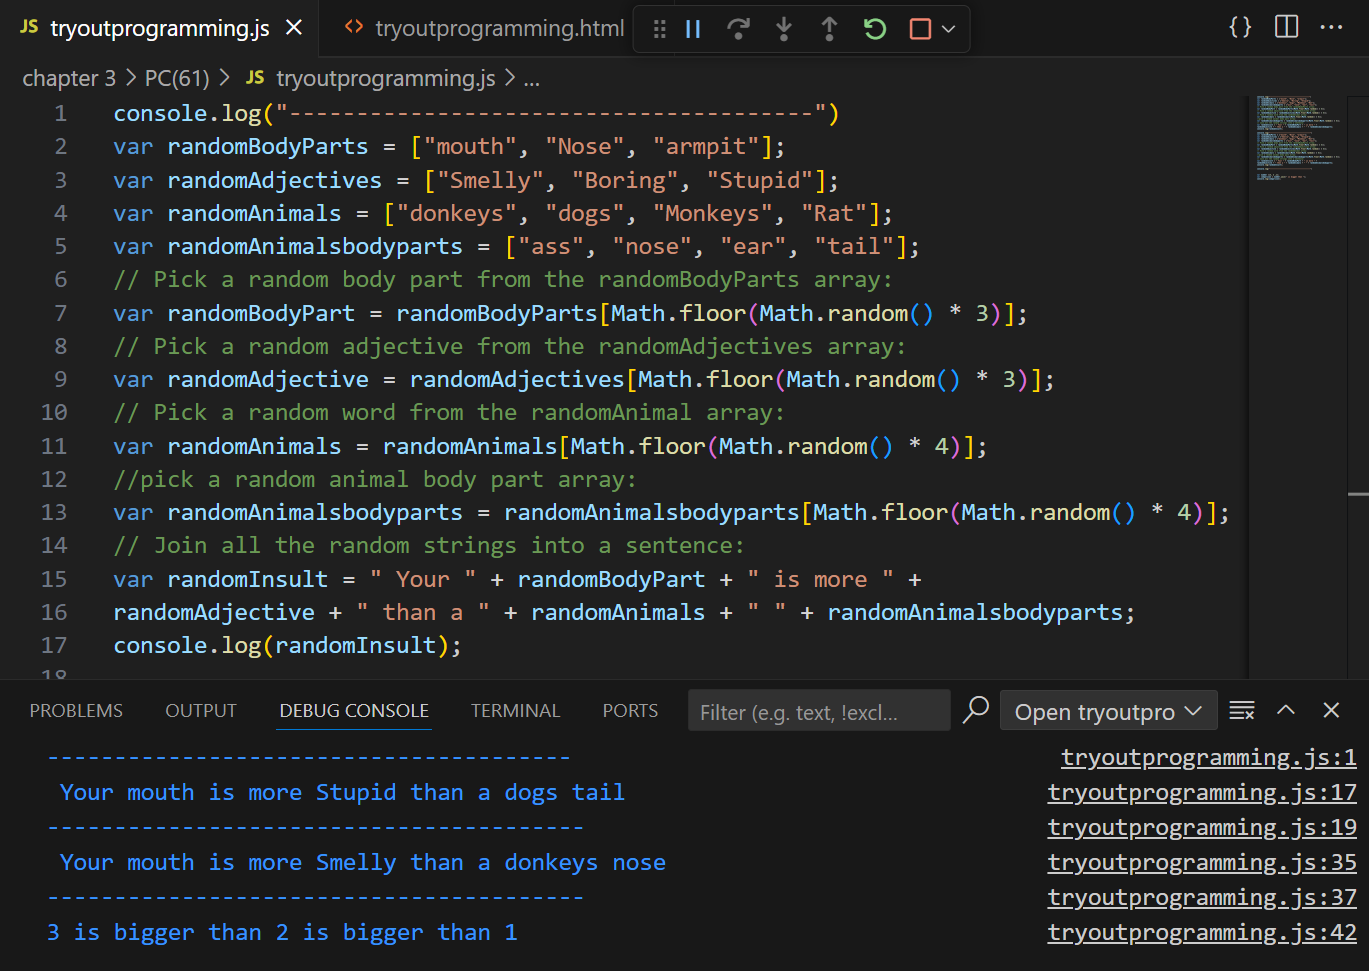 JS tryoutprogramming.js × <> tryoutprogramming.html {} ...
chapter 3 > PC(61) > JS tryoutprogramming.js > ...
1 console.log("---------------------------------------")
2 var randomBodyParts = ["mouth", "Nose", "armpit"];
3 var randomAdjectives = ["Smelly", "Boring", "Stupid"];
4 var randomAnimals = ["donkeys", "dogs", "Monkeys", "Rat"];
5 var randomAnimalsbodyparts = ["ass", "nose", "ear", "tail"];
6 // Pick a random body part from the randomBodyParts array:
7 var randomBodyPart = randomBodyParts[Math.floor(Math.random() * 3)];
8 // Pick a random adjective from the randomAdjectives array:
9 var randomAdjective = randomAdjectives[Math.floor(Math.random() * 3)];
10 // Pick a random word from the randomAnimal array:
11 var randomAnimals = randomAnimals[Math.floor(Math.random() * 4)];
12 //pick a random animal body part array:
13 var randomAnimalsbodyparts = randomAnimalsbodyparts[Math.floor(Math.random() * 4)];
14 // Join all the random strings into a sentence:
15 var randomInsult = " Your " + randomBodyPart + " is more " +
16 randomAdjective + " than a " + randomAnimals + " " + randomAnimalsbodyparts;
17 console.log(randomInsult);
18
PROBLEMS OUTPUT DEBUG CONSOLE TERMINAL PORTS Filter (e.g. text, !excl... Open tryoutpro
--------------------------------------- tryoutprogramming.js:1
Your mouth is more Stupid than a dogs tail tryoutprogramming.js:17
---------------------------------------- tryoutprogramming.js:19
Your mouth is more Smelly than a donkeys nose tryoutprogramming.js:35
---------------------------------------- tryoutprogramming.js:37
3 is bigger than 2 is bigger than 1 tryoutprogramming.js:42